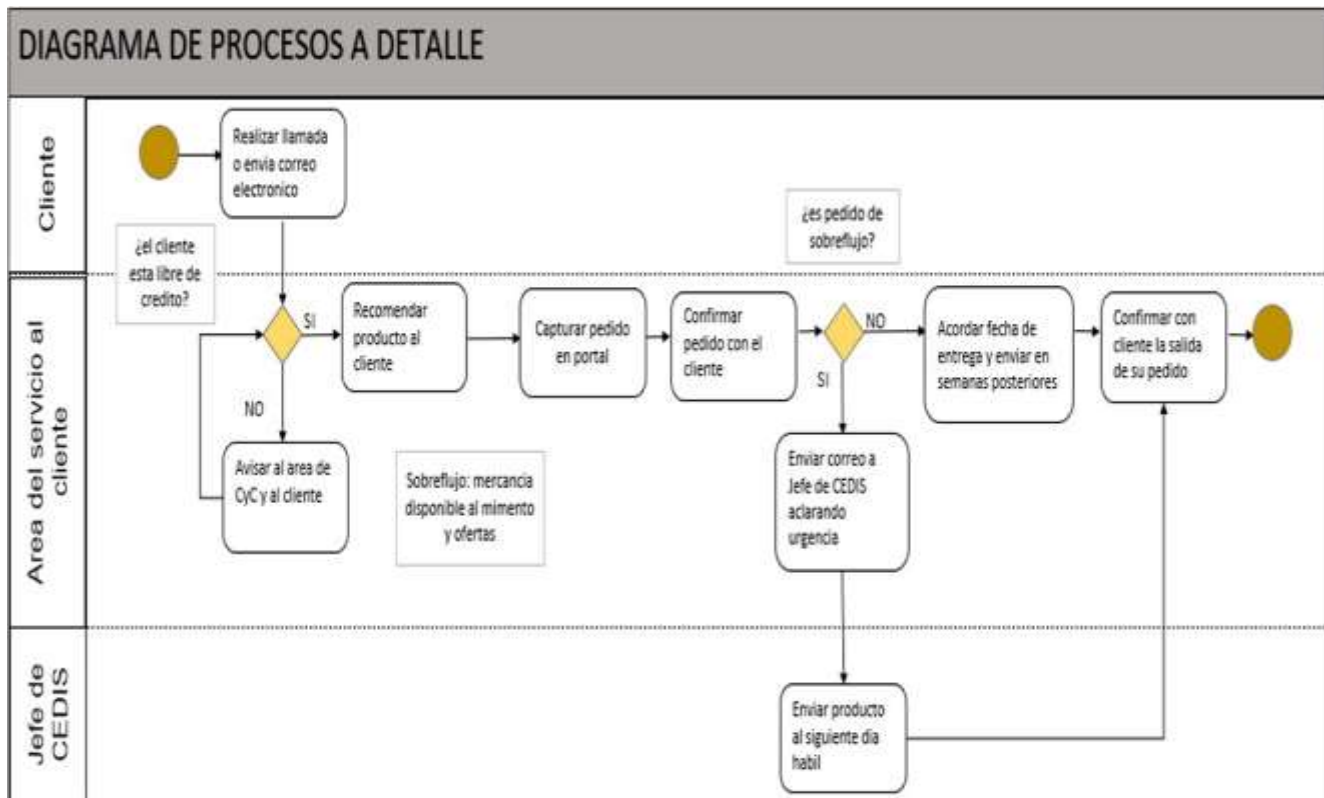 DIAGRAMA DE PROCESOS A DETALLE
Cliente
Realizar llamada
o envia correo
electronico
¿es pedido de
sobreflujo?
¿el cliente
esta libre de
credito?
Area del servicio al
cliente
SI
Recomendar
producto al
cliente
Capturar pedido
en portal
Confirmar
pedido con el
cliente
NO
Acordar fecha de
entrega y enviar en
semanas posteriores
Confirmar con
cliente la salida
de su pedido
SI
NO
Avisar al area de
CyC y al cliente
Sobreflujo: mercancia
disponible al mimento
y ofertas
Enviar correo a
Jefe de CEDIS
aclarando
urgencia
Jefe de
CEDIS
Enviar producto
al siguiente dia
habil